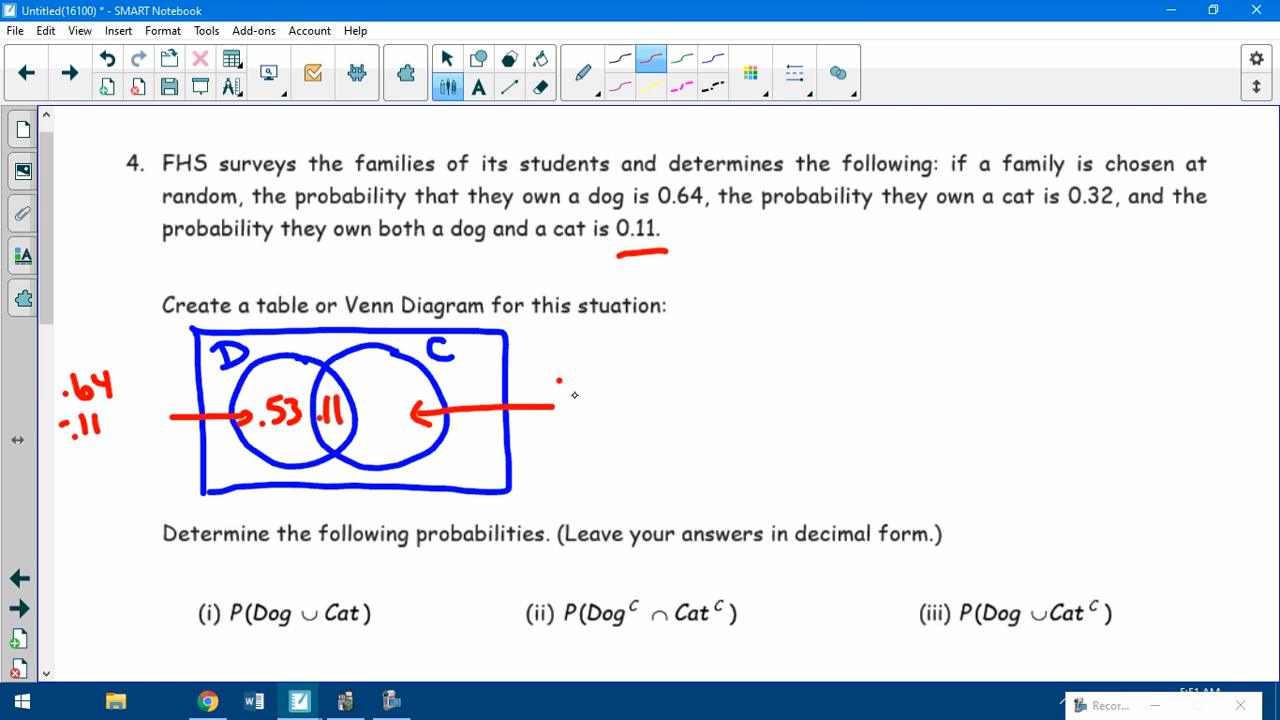 Untitled(16100) * - SMART Notebook
File Edit View Insert Format Tools Add-ons Account Help
4. FHS surveys the families of its students and determines the following: if a family is chosen at
random, the probability that they own a dog is 0.64, the probability they own a cat is 0.32, and the
probability they own both a dog and a cat is 0.11.
Create a table or Venn Diagram for this stuation:
D C
.64
-.11
.53 .11
Determine the following probabilities. (Leave your answers in decimal form.)
(i) P(Dog ∪ Cat) (ii) P(Dog^C ∩ Cat^C) (iii) P(Dog ∪Cat^C)
Recor...